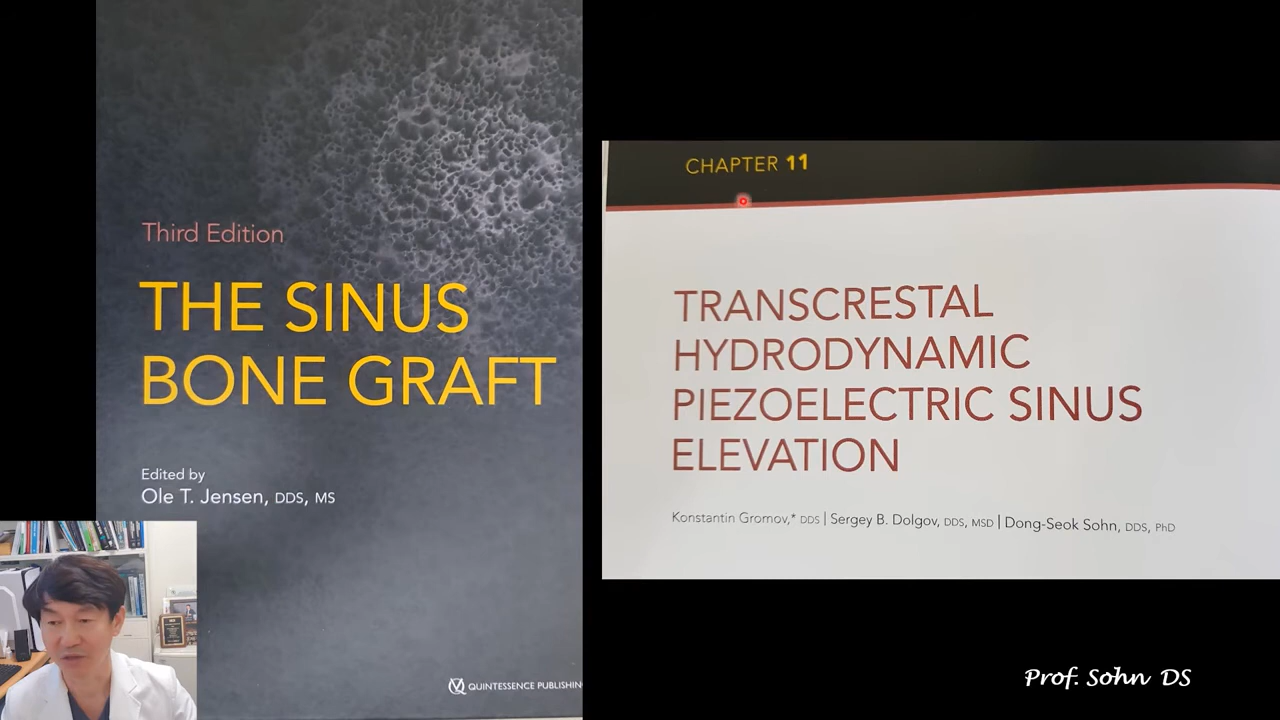 Third Edition
THE SINUS
BONE GRAFT
Edited by
Ole T. Jensen, DDS, MS
QUINTESSENCE PUBLISHIN
CHAPTER 11
TRANSCRESTAL
HYDRODYNAMIC
PIEZOELECTRIC SINUS
ELEVATION
Konstantin Gromov,* DDS | Sergey B. Dolgov, DDS, MSD | Dong-Seok Sohn, DDS, PhD
Prof. Sohn DS